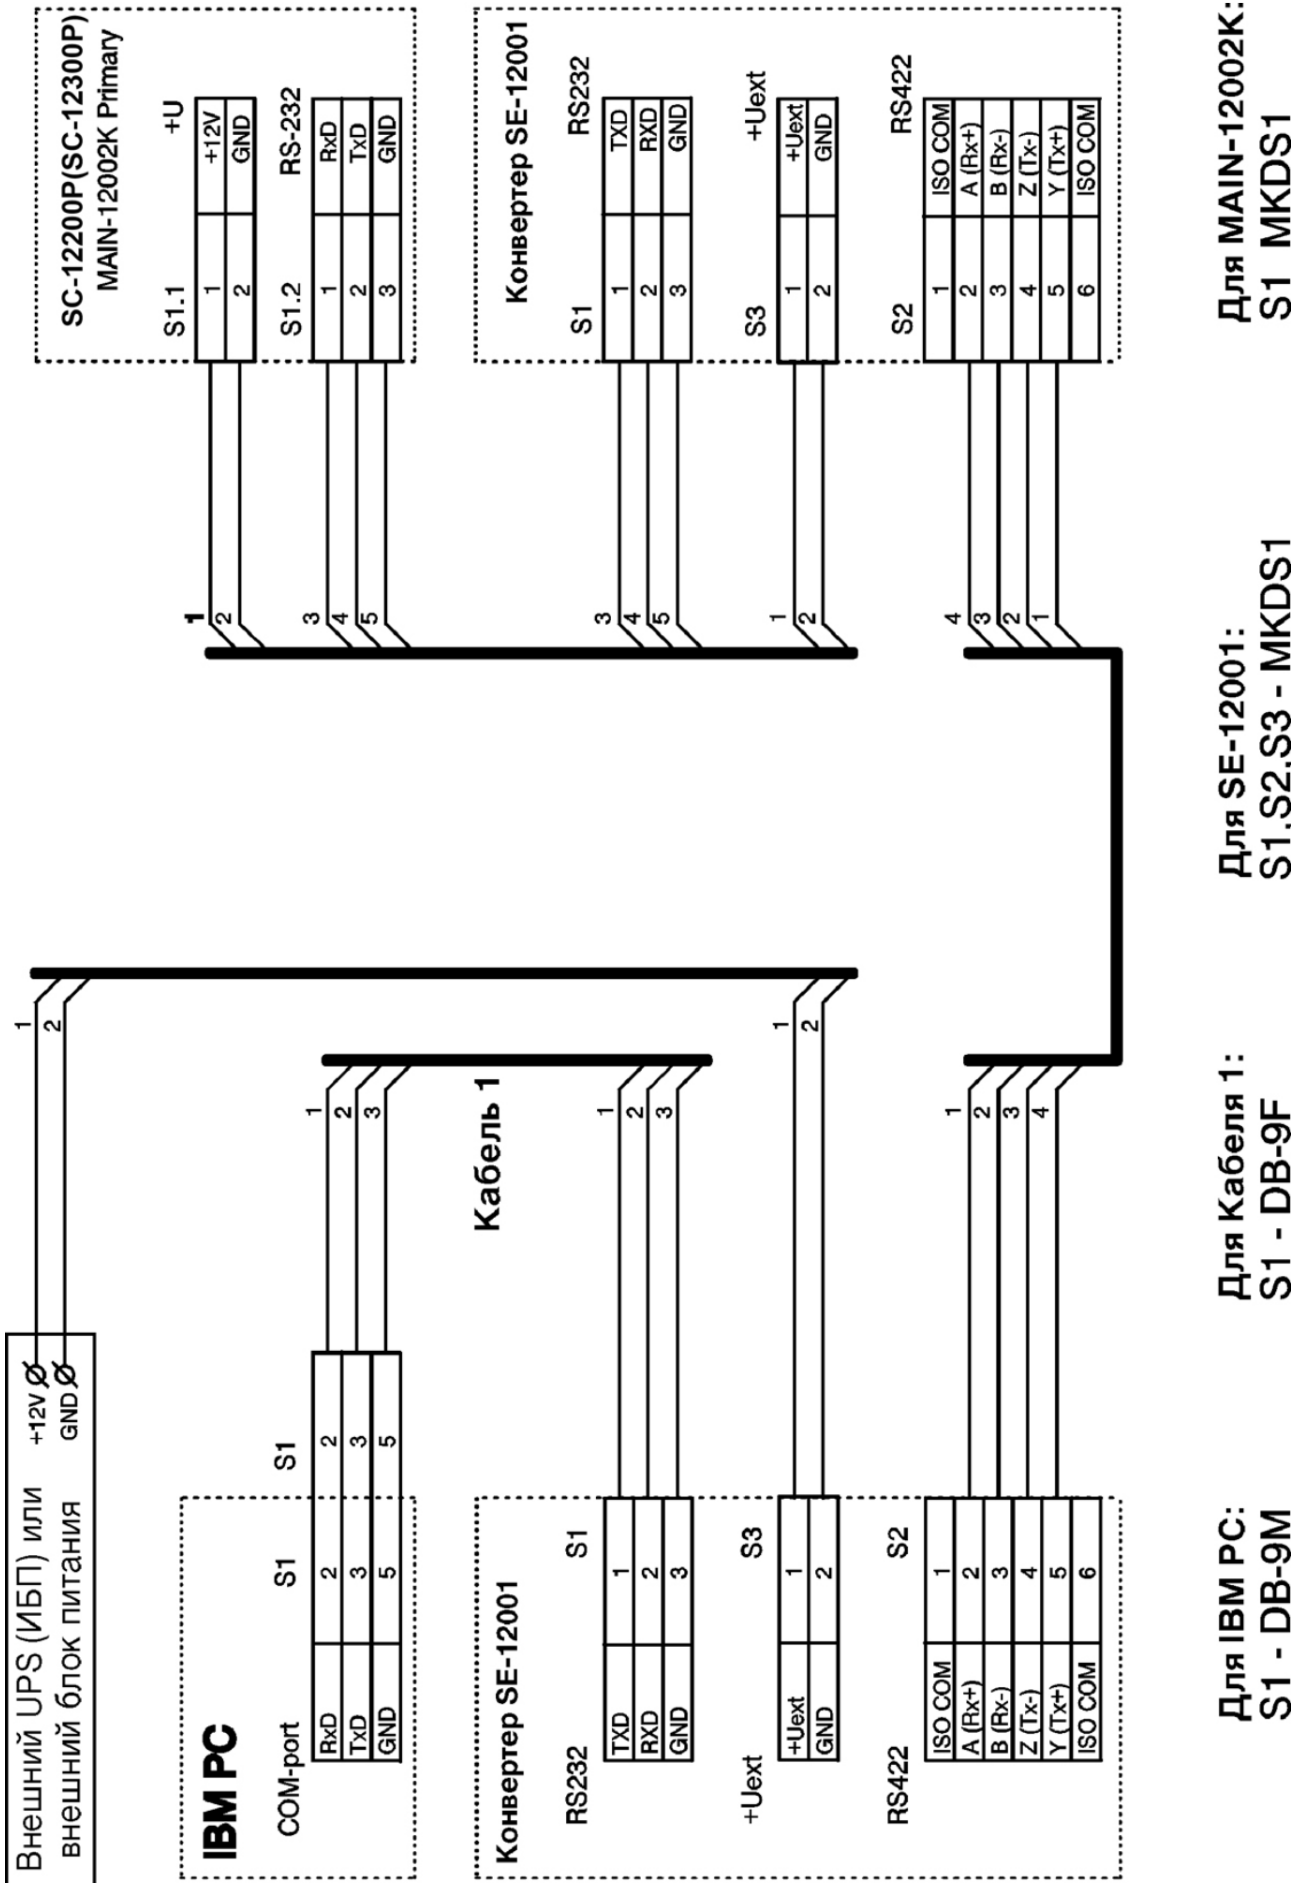 Внешний UPS (ИБП) или
внешний блок питания
+12V
GND
1
2
IBM PC
COM-port
S1
S1
RxD 2 2
TxD 3 3
GND 5 5
1
2
3
Кабель 1
Конвертер SE-12001
RS232
S1
TXD 1
RXD 2
GND 3
1
2
3
+Uext
S3
+Uext 1
GND 2
1
2
RS422
S2
ISO COM 1
A (Rx+) 2
B (Rx-) 3
Z (Tx-) 4
Y (Tx+) 5
ISO COM 6
1
2
3
4
SC-12200P(SC-12300P)
MAIN-12002K Primary
S1.1
+U
1
2
1 +12V
2 GND
S1.2
RS-232
3
4
5
1 RxD
2 TxD
3 GND
Конвертер SE-12001
S1
RS232
3
4
5
1 TXD
2 RXD
3 GND
S3
+Uext
1
2
1 +Uext
2 GND
S2
RS422
4
3
2
1
1 ISO COM
2 A (Rx+)
3 B (Rx-)
4 Z (Tx-)
5 Y (Tx+)
6 ISO COM
Для IBM PC:
S1 - DB-9M
Для Кабеля 1:
S1 - DB-9F
Для SE-12001:
S1,S2,S3 - MKDS1
Для MAIN-12002K:
S1 MKDS1